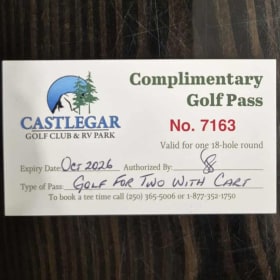 Complimentary
Golf Pass
CASTLEGAR
GOLF CLUB & RV PARK
No. 7163
Valid for one 18-hole round
Expiry Date: Oct 2026 Authorized By:
Type of Pass: GOLF FOR TWO WITH CART
To book a tee time call (250) 365-5006 or 1-877-352-1750